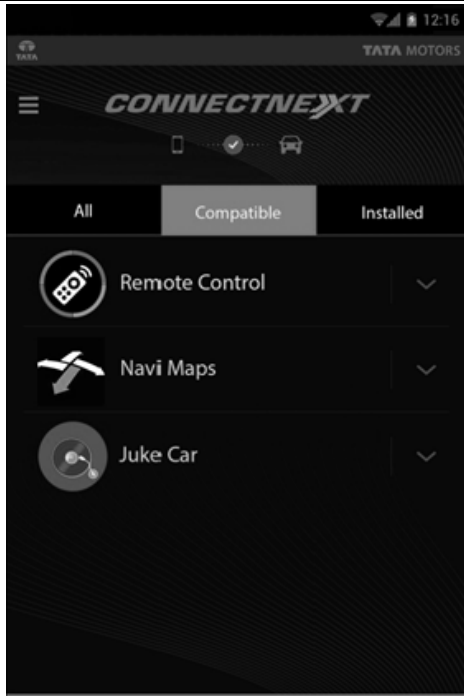 12:16
TATA TATA MOTORS
CONNECTNEXT
All Compatible Installed
Remote Control
Navi Maps
Juke Car